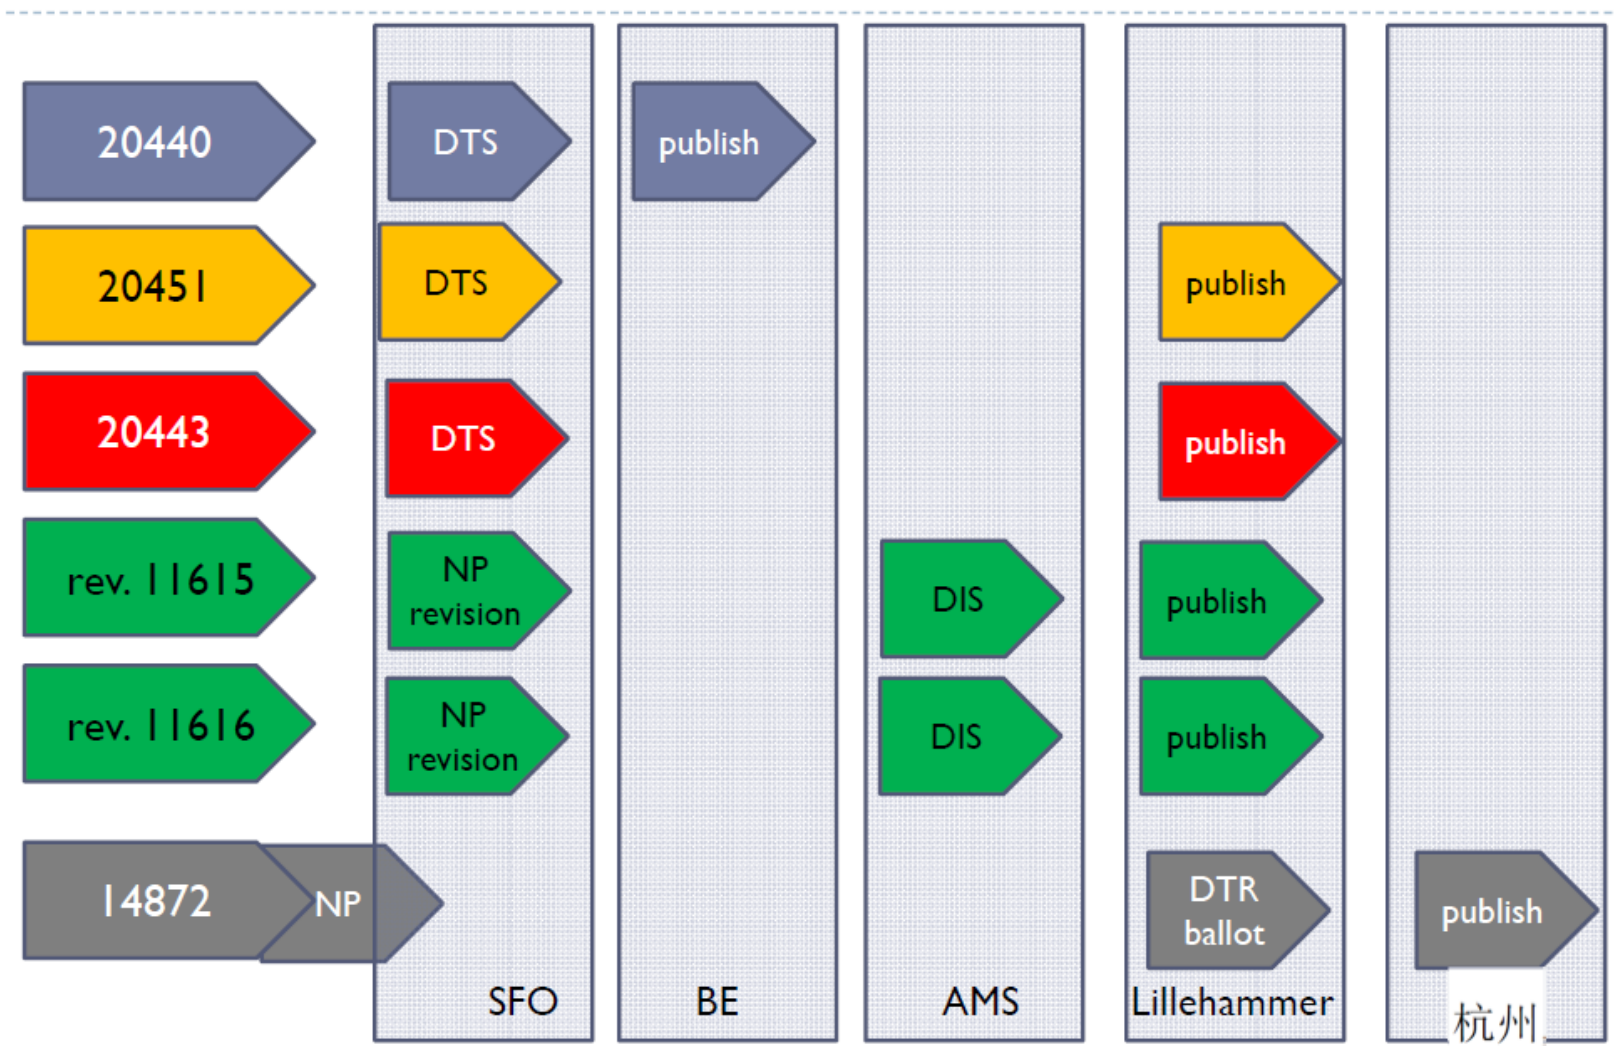 20440
DTS
publish
20451
DTS
publish
20443
DTS
publish
rev. 11615
NP
revision
DIS
publish
rev. 11616
NP
revision
DIS
publish
14872
NP
DTR
ballot
publish
SFO
BE
AMS
Lillehammer
杭州